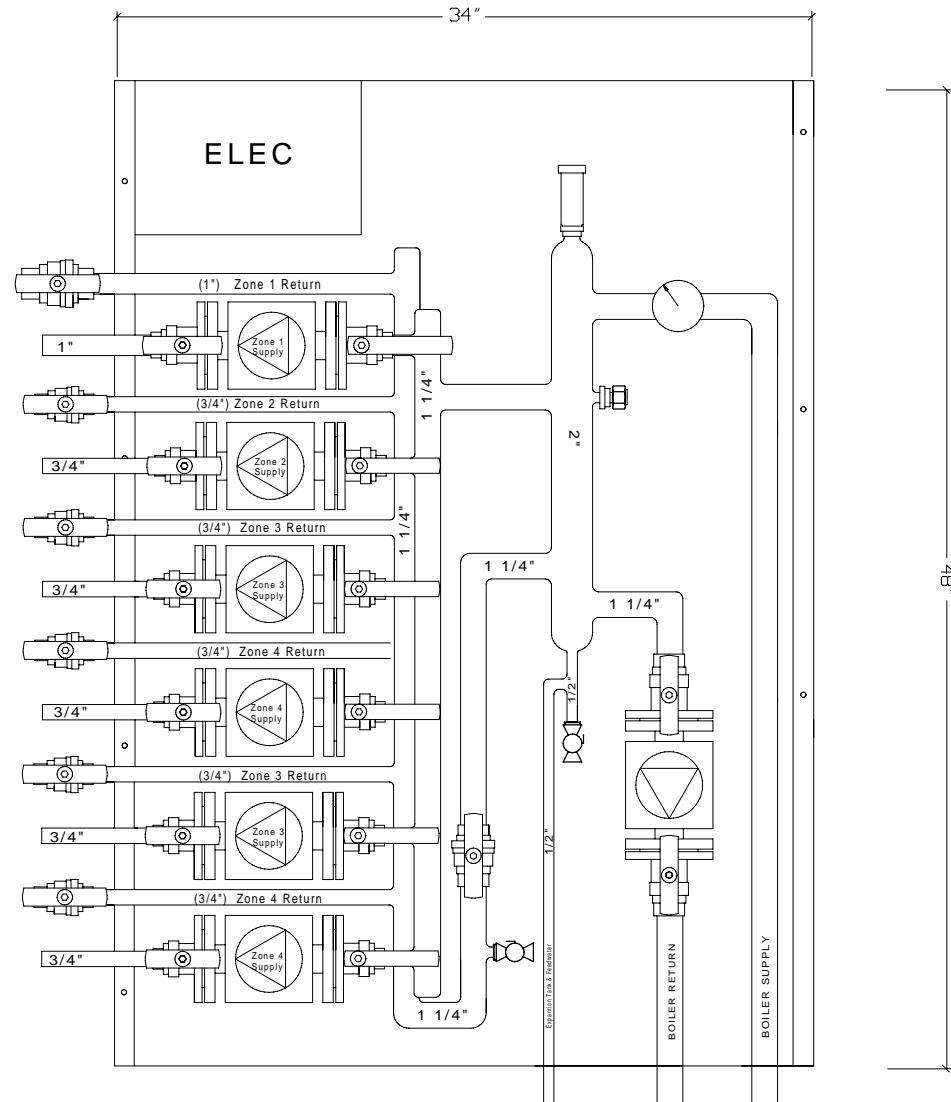 34"
ELEC
(1") Zone 1 Return
1"
Zone 1
Supply
1 1/4"
(3/4") Zone 2 Return
2"
3/4"
Zone 2
Supply
1 1/4"
(3/4") Zone 3 Return
1 1/4"
48"
3/4"
Zone 3
Supply
1 1/4"
(3/4") Zone 4 Return
1/2"
3/4"
Zone 4
Supply
(3/4") Zone 3 Return
3/4"
Zone 3
Supply
1/2"
(3/4") Zone 4 Return
3/4"
Zone 4
Supply
Expantion Tank & Feedwater
BOILER RETURN
BOILER SUPPLY
1 1/4"